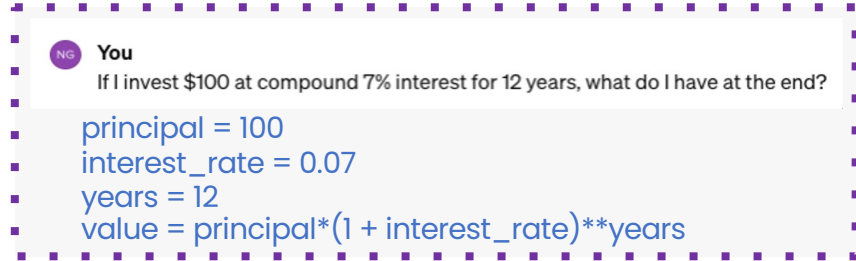 NG
You
If I invest $100 at compound 7% interest for 12 years, what do I have at the end?
principal = 100
interest_rate = 0.07
years = 12
value = principal*(1 + interest_rate)**years